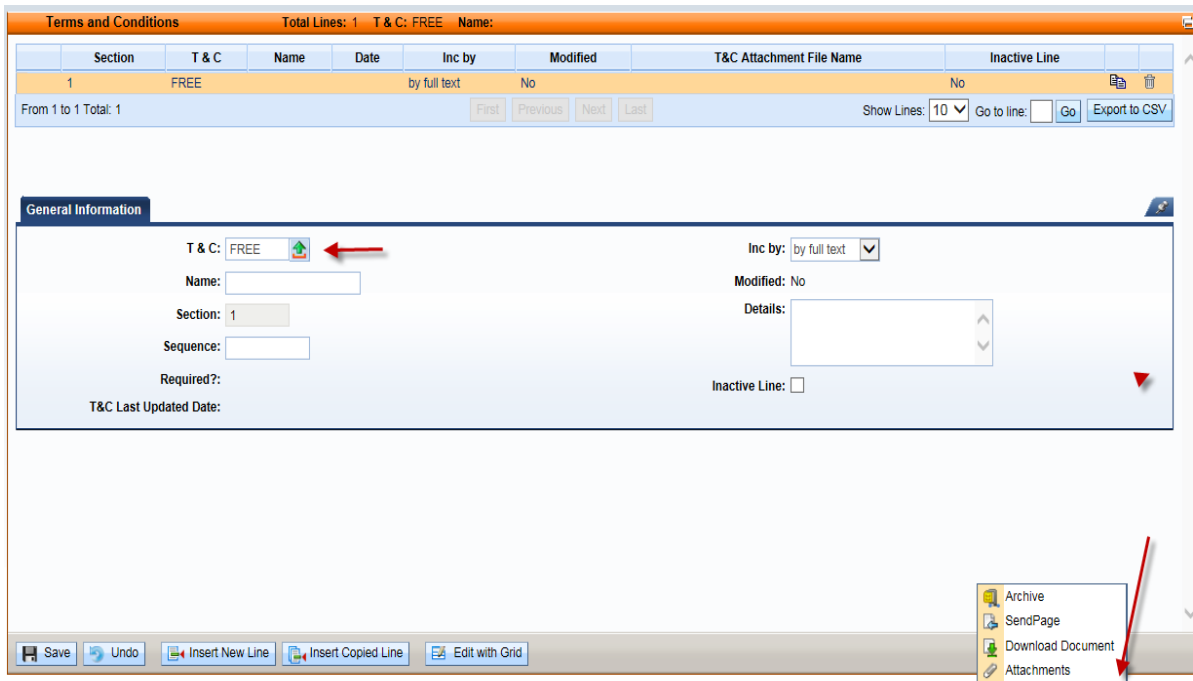 Terms and Conditions Total Lines: 1 T & C: FREE Name:
Section T & C Name Date Inc by Modified T&C Attachment File Name Inactive Line
1 FREE by full text No No
From 1 to 1 Total: 1 First Previous Next Last Show Lines: 10 Go to line: Go Export to CSV
General Information
T & C: FREE Inc by: by full text
Name: Modified: No
Section: 1 Details:
Sequence:
Required?: Inactive Line:
T&C Last Updated Date:
Archive
SendPage
Save Undo Insert New Line Insert Copied Line Edit with Grid Download Document
Attachments